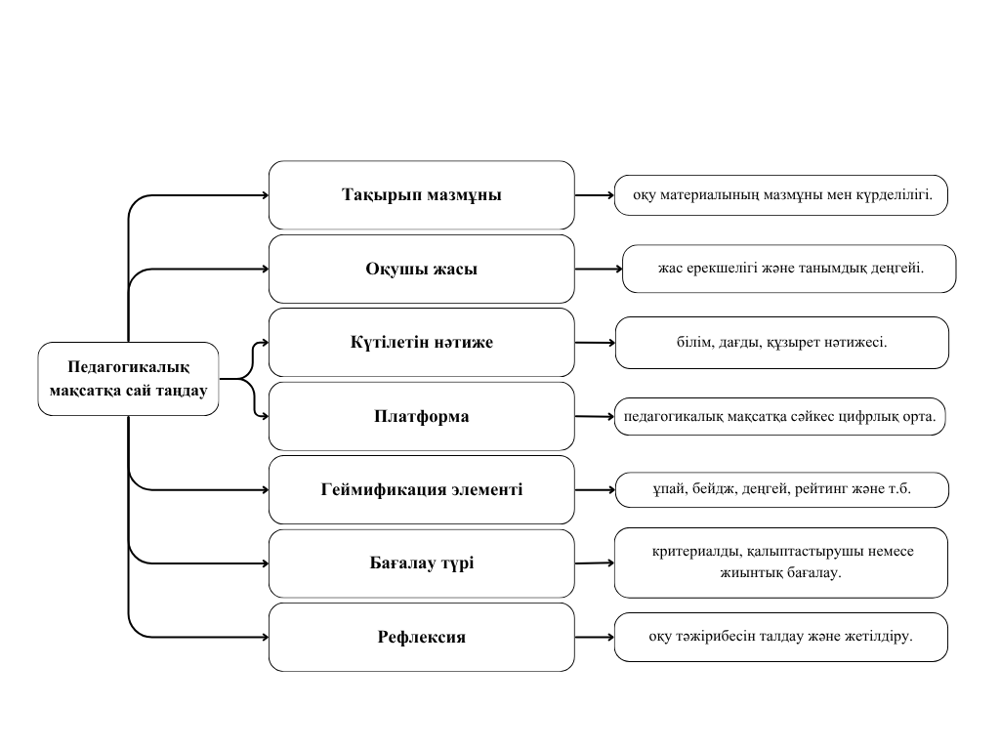 Педагогикалық
мақсатқа сай таңдау
Тақырып мазмұны
оқу материалының мазмұны мен күрделілігі.
Оқушы жасы
жас ерекшелігі және танымдық деңгейі.
Күтілетін нәтиже
білім, дағды, құзырет нәтижесі.
Платформа
педагогикалық мақсатқа сәйкес цифрлық орта.
Геймификация элементі
ұпай, бейдж, деңгей, рейтинг және т.б.
Бағалау түрі
критериалды, қалыптастырушы немесе
жиынтық бағалау.
Рефлексия
оқу тәжірибесін талдау және жетілдіру.